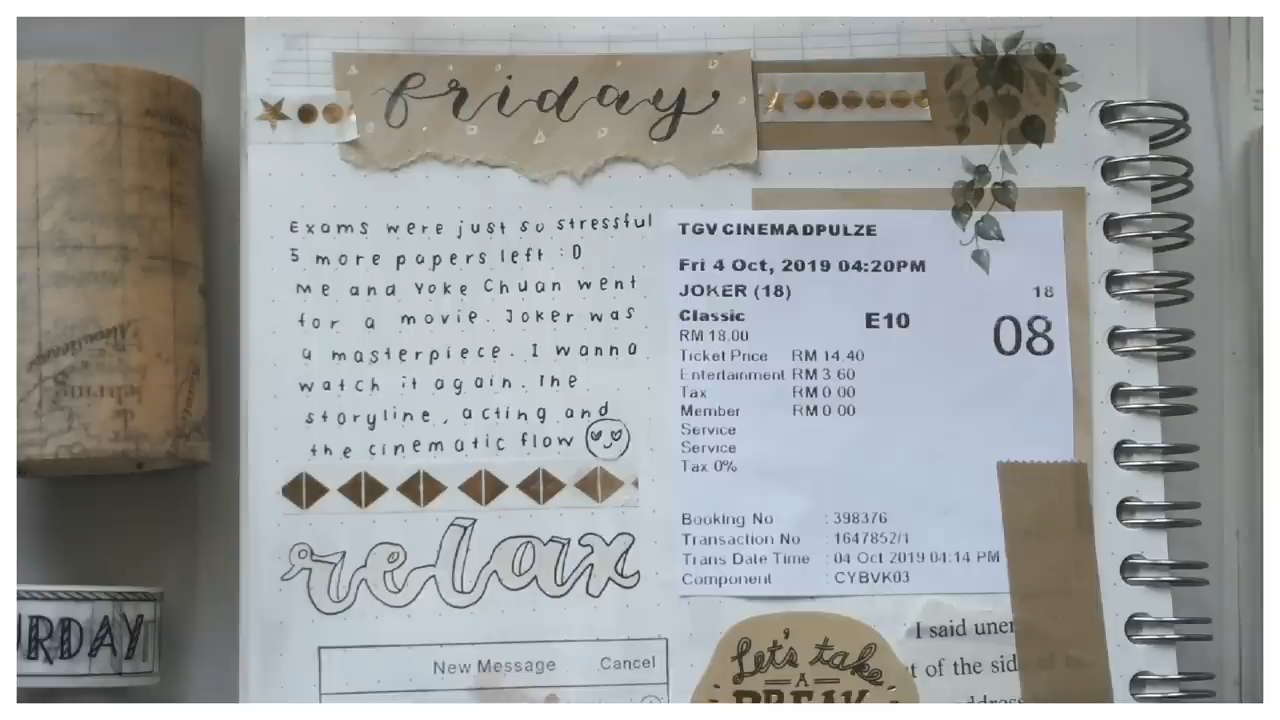 friday
Exams were just so stressful
5 more papers left :D
Me and Yoke Chuan went
for a movie. Joker was
a masterpiece. I wanna
watch it again. The
storyline, acting and
the cinematic flow
relax
New Message Cancel
TGV CINEMADPULZE
Fri 4 Oct, 2019 04:20PM
JOKER (18) 18
Classic E10 08
RM 18.00
Ticket Price RM 14.40
Entertainment RM 3.60
Tax RM 0.00
Member RM 0.00
Service
Service
Tax 0%
Booking No : 398376
Transaction No : 1647852/1
Trans Date Time : 04 Oct 2019 04:14 PM
Component : CYBVK03
Let's take
A
BREAK
I said
t of the
URDAY